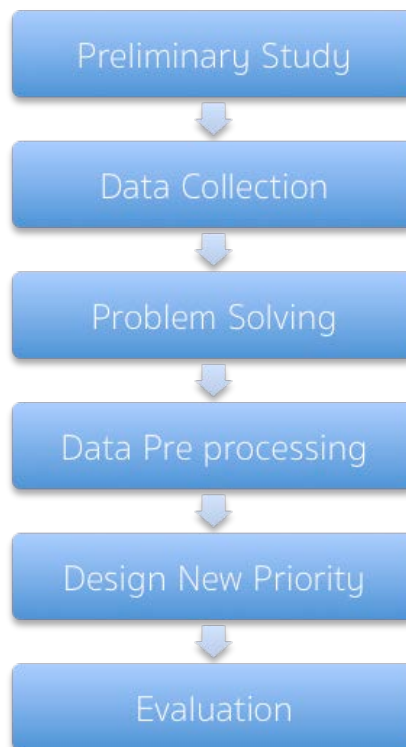 Preliminary Study
Data Collection
Problem Solving
Data Pre processing
Design New Priority
Evaluation